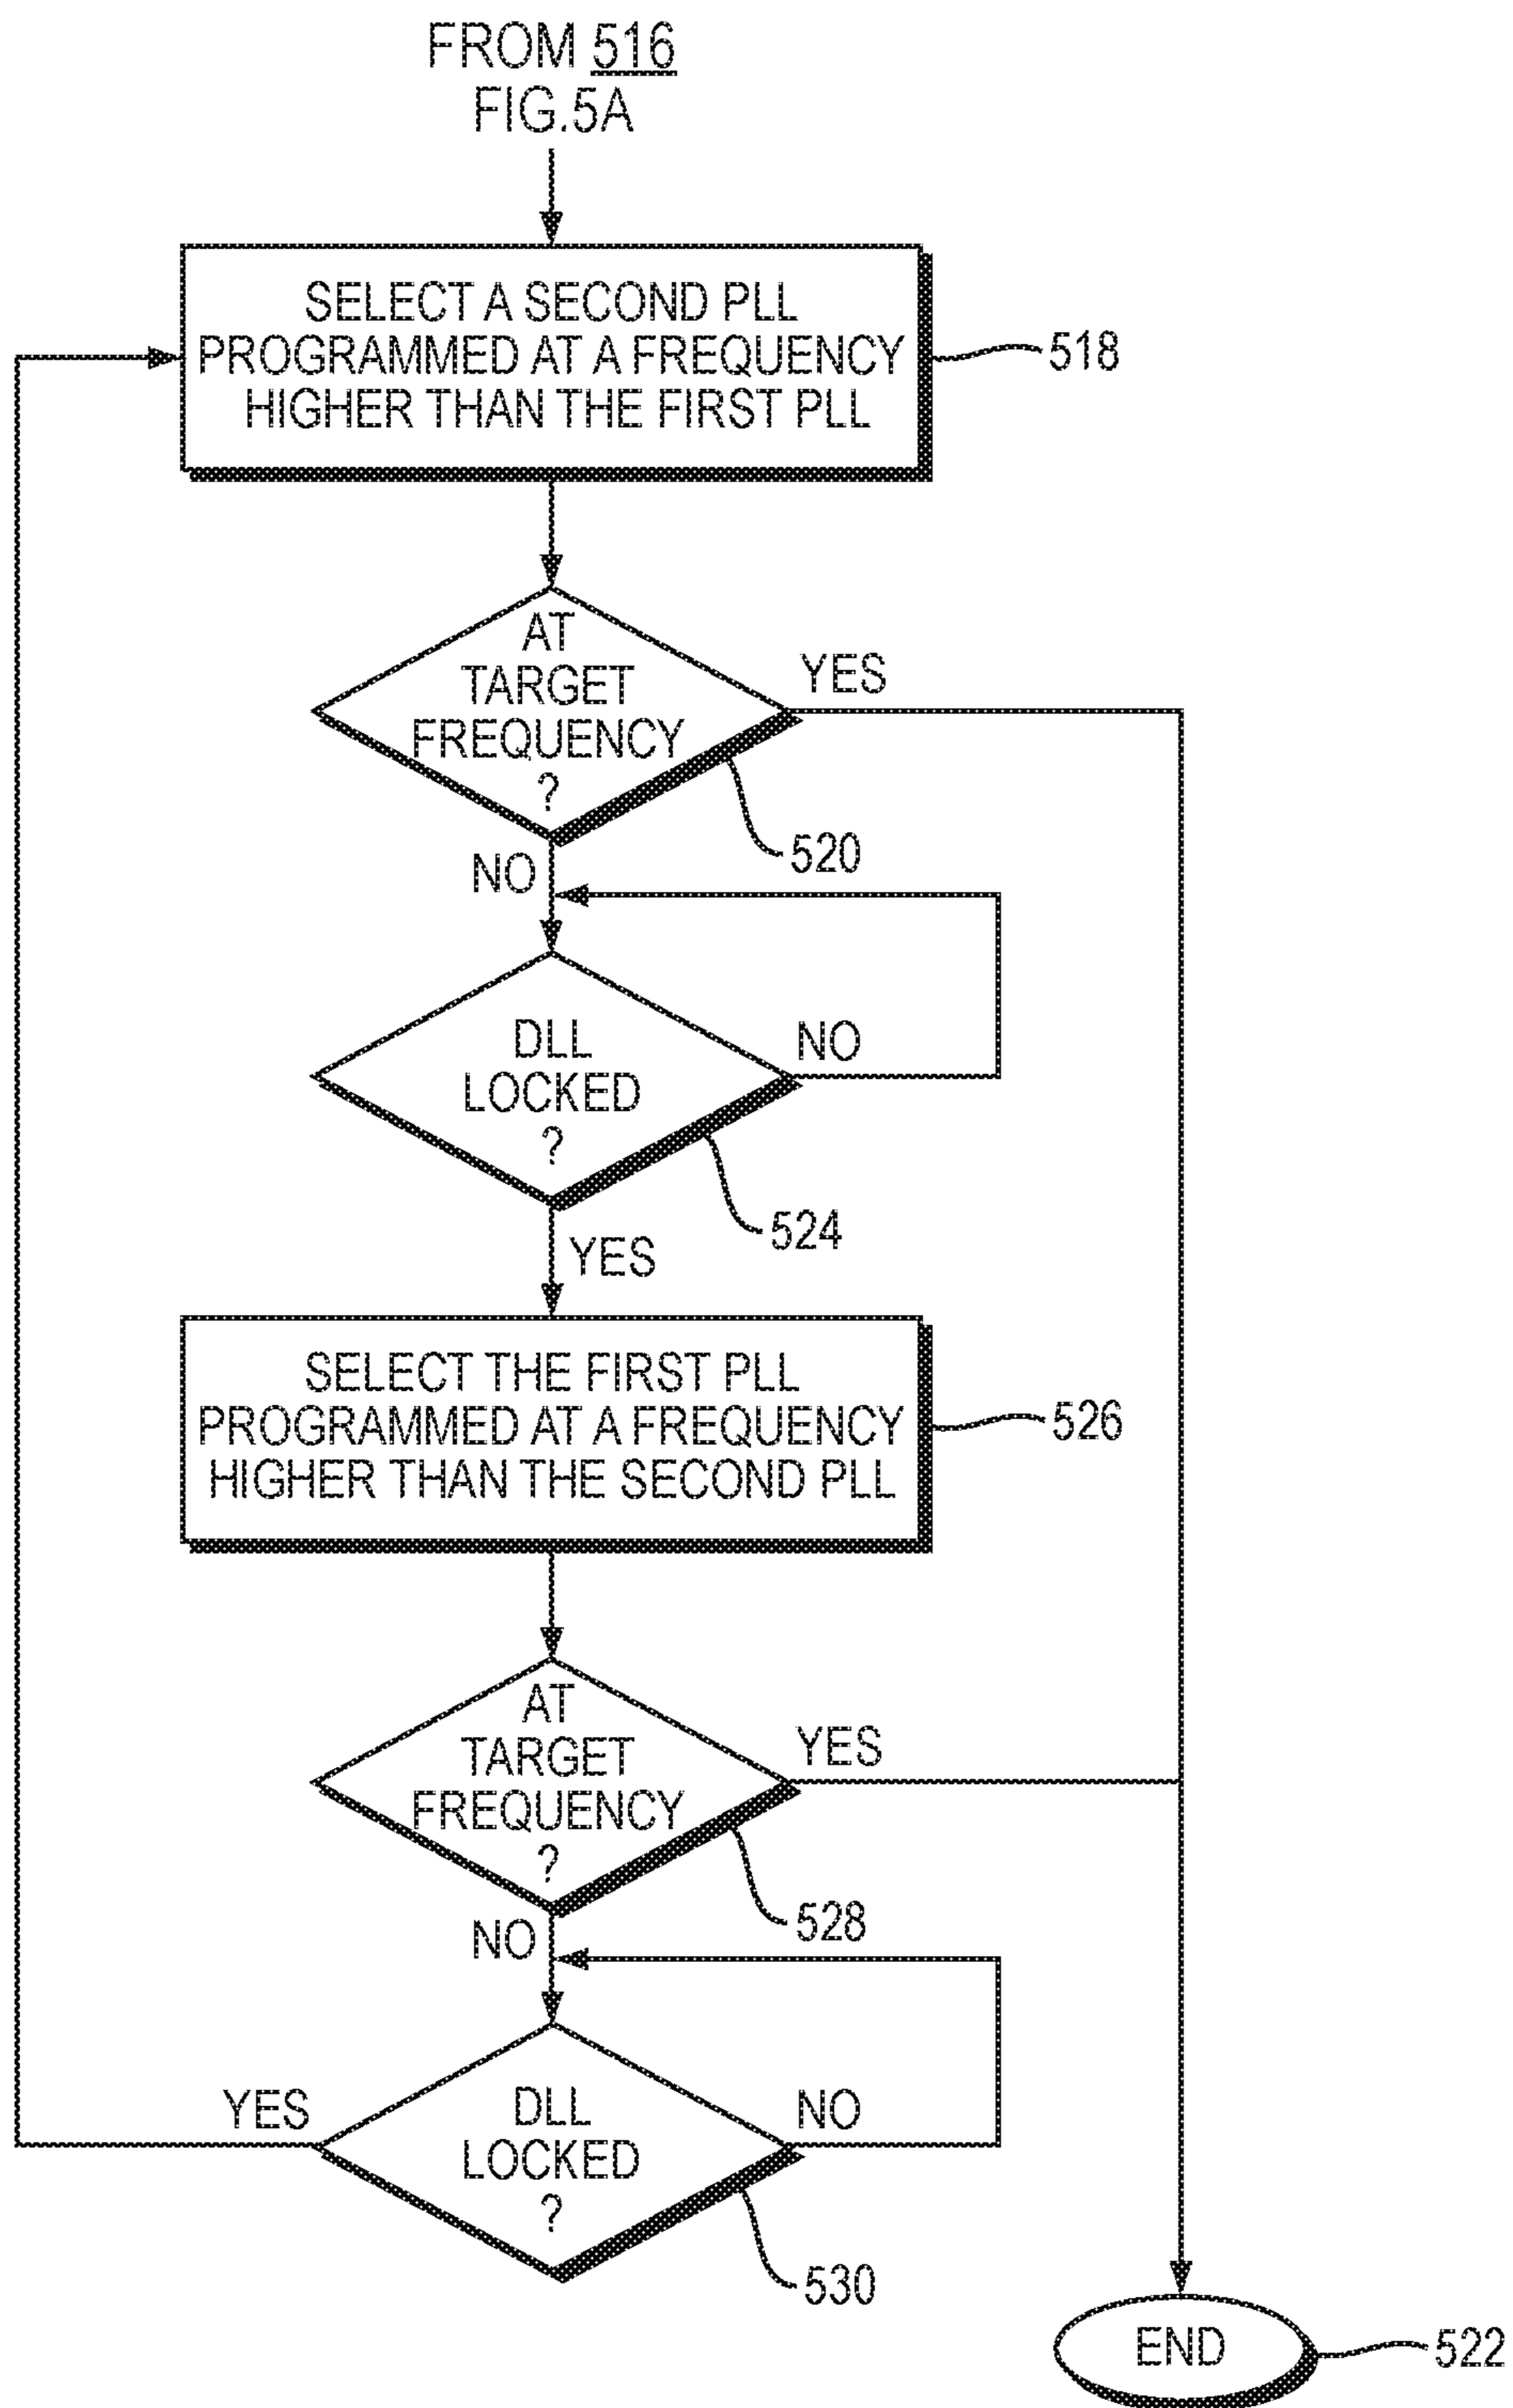 FROM 516
FIG.5A
SELECT A SECOND PLL
PROGRAMMED AT A FREQUENCY
HIGHER THAN THE FIRST PLL
518
AT
TARGET
FREQUENCY
?
YES
520
NO
DLL
LOCKED
?
NO
524
YES
SELECT THE FIRST PLL
PROGRAMMED AT A FREQUENCY
HIGHER THAN THE SECOND PLL
526
AT
TARGET
FREQUENCY
?
YES
528
NO
DLL
LOCKED
?
YES
NO
530
END
522